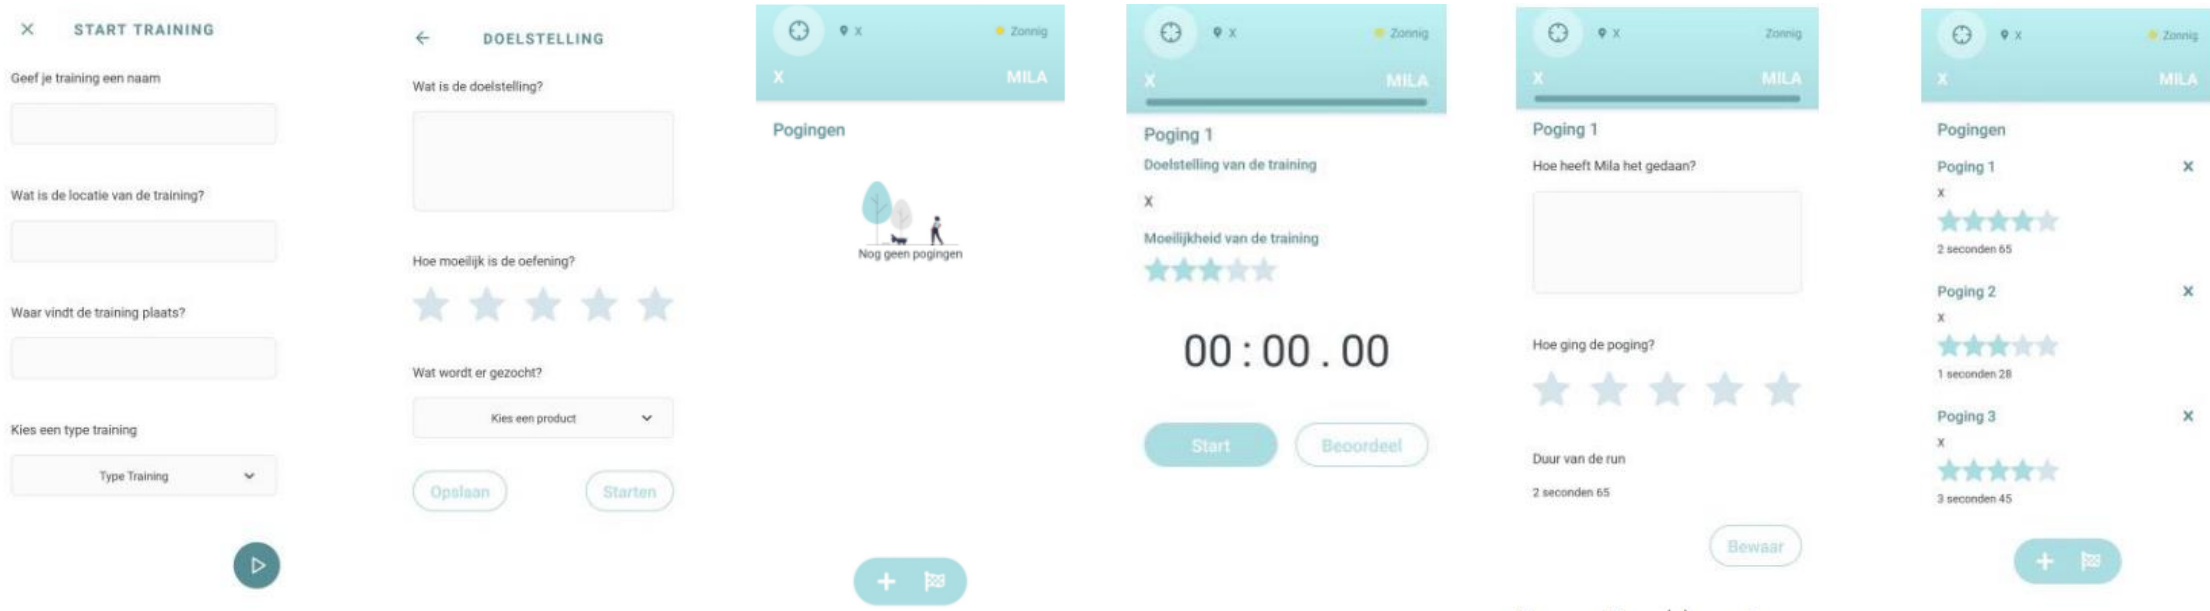 START TRAINING
Geef je training een naam
Wat is de locatie van de training?
Waar vindt de training plaats?
Kies een type training
Type Training
DOELSTELLING
Wat is de doelstelling?
Hoe moeilijk is de oefening?
Wat wordt er gezocht?
Kies een product
Opslaan Starten
X Zonnig
X MILA
Pogingen
Nog geen pogingen
X Zonnig
X MILA
Poging 1
Doelstelling van de training
X
Moeilijkheid van de training
00:00.00
Start Beoordeel
X Zonnig
X MILA
Poging 1
Hoe heeft Mila het gedaan?
Hoe ging de poging?
Duur van de run
2 seconden 65
Bewaar
X Zonnig
X MILA
Pogingen
Poging 1
X
2 seconden 65
Poging 2
X
1 seconden 28
Poging 3
X
3 seconden 45